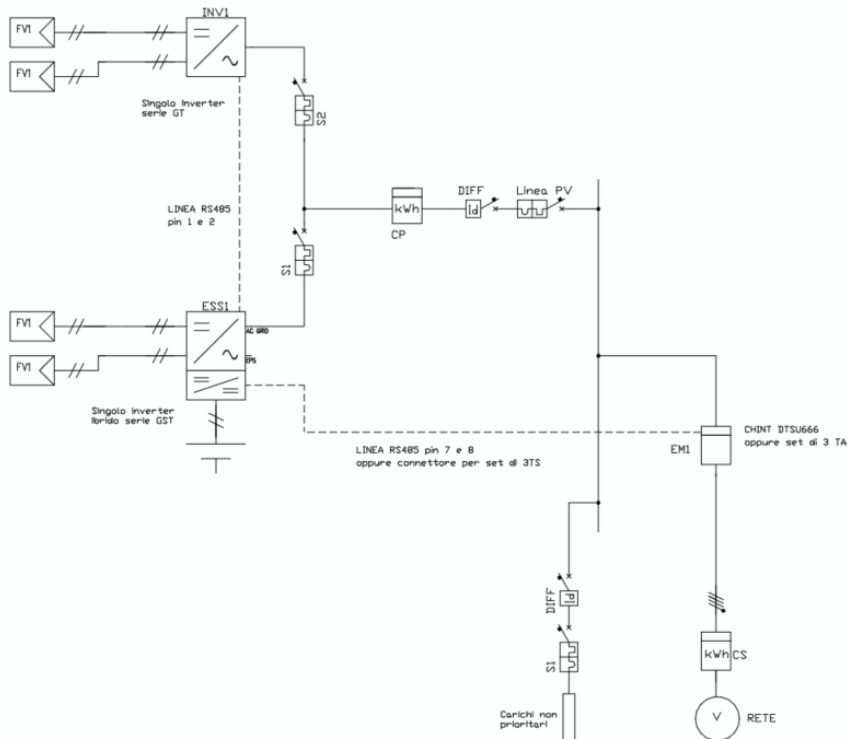 INV1
FV1
FV1
Singolo inverter
serie GT
S2
LINEA RS485
pin 1 e 2
kWh
CP
DIFF
Id
Linea PV
S1
ESS1
FV1
AC GRID
EPS
FV1
Singolo inverter
ibrido serie GST
LINEA RS485 pin 7 e 8
oppure connettore per set di 3TS
CHINT DTSU666
oppure set di 3 TA
EM1
DIFF
Id
S1
kWh
CS
Carichi non
prioritari
V
RETE